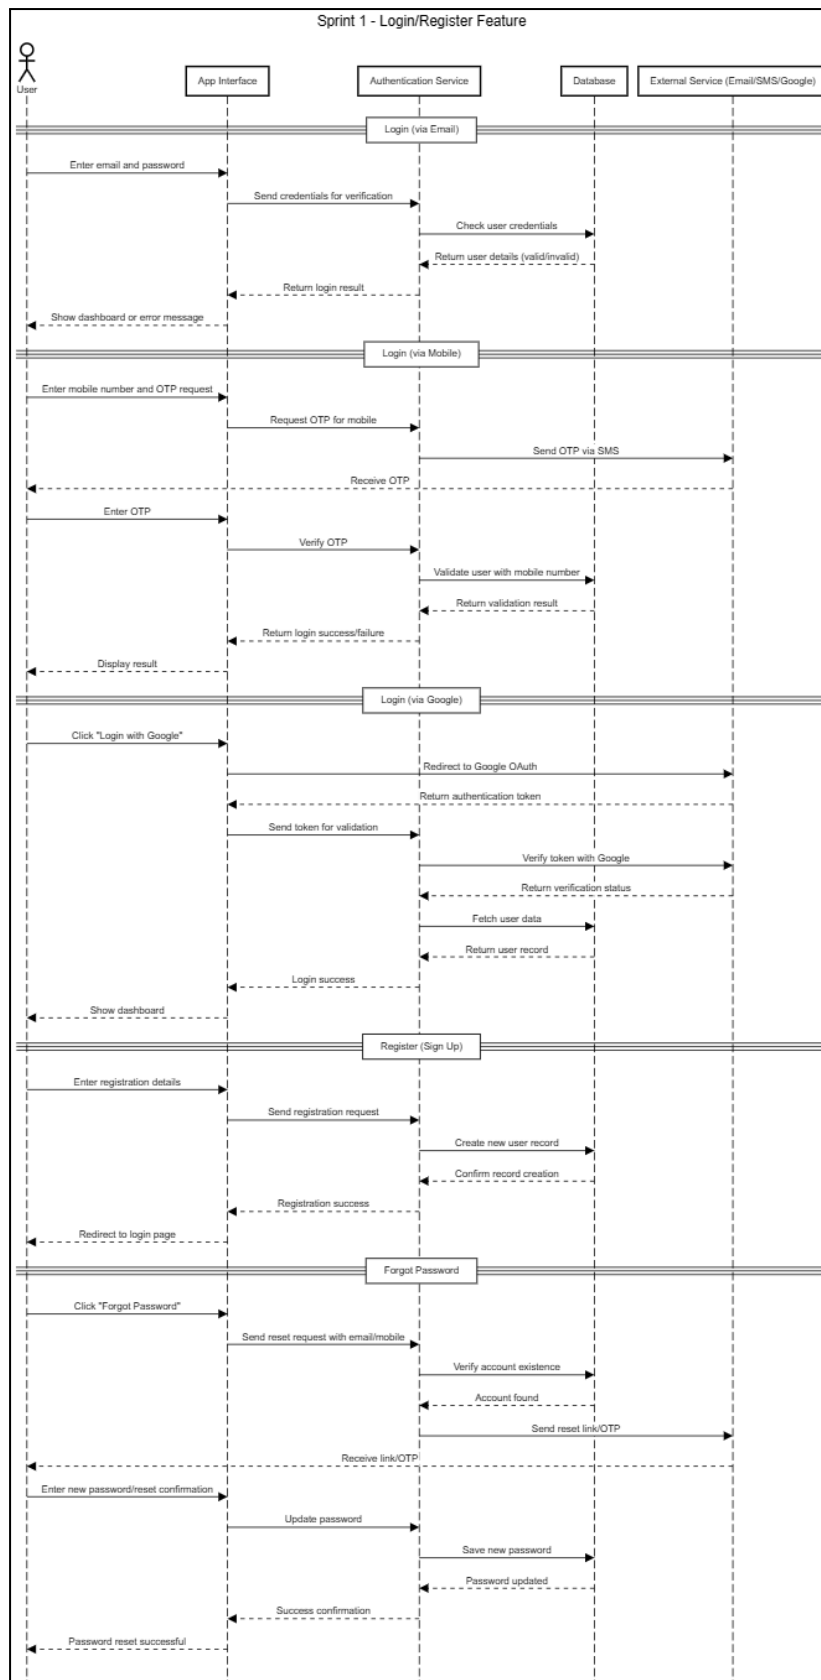 Sprint 1 - Login/Register Feature
User
App Interface
Authentication Service
Database
External Service (Email/SMS/Google)
Login (via Email)
Enter email and password
Send credentials for verification
Check user credentials
Return user details (valid/invalid)
Return login result
Show dashboard or error message
Login (via Mobile)
Enter mobile number and OTP request
Request OTP for mobile
Send OTP via SMS
Receive OTP
Enter OTP
Verify OTP
Validate user with mobile number
Return validation result
Return login success/failure
Display result
Login (via Google)
Click "Login with Google"
Redirect to Google OAuth
Return authentication token
Send token for validation
Verify token with Google
Return verification status
Fetch user data
Return user record
Login success
Show dashboard
Register (Sign Up)
Enter registration details
Send registration request
Create new user record
Confirm record creation
Registration success
Redirect to login page
Forgot Password
Click "Forgot Password"
Send reset request with email/mobile
Verify account existence
Account found
Send reset link/OTP
Receive link/OTP
Enter new password/reset confirmation
Update password
Save new password
Password updated
Success confirmation
Password reset successful